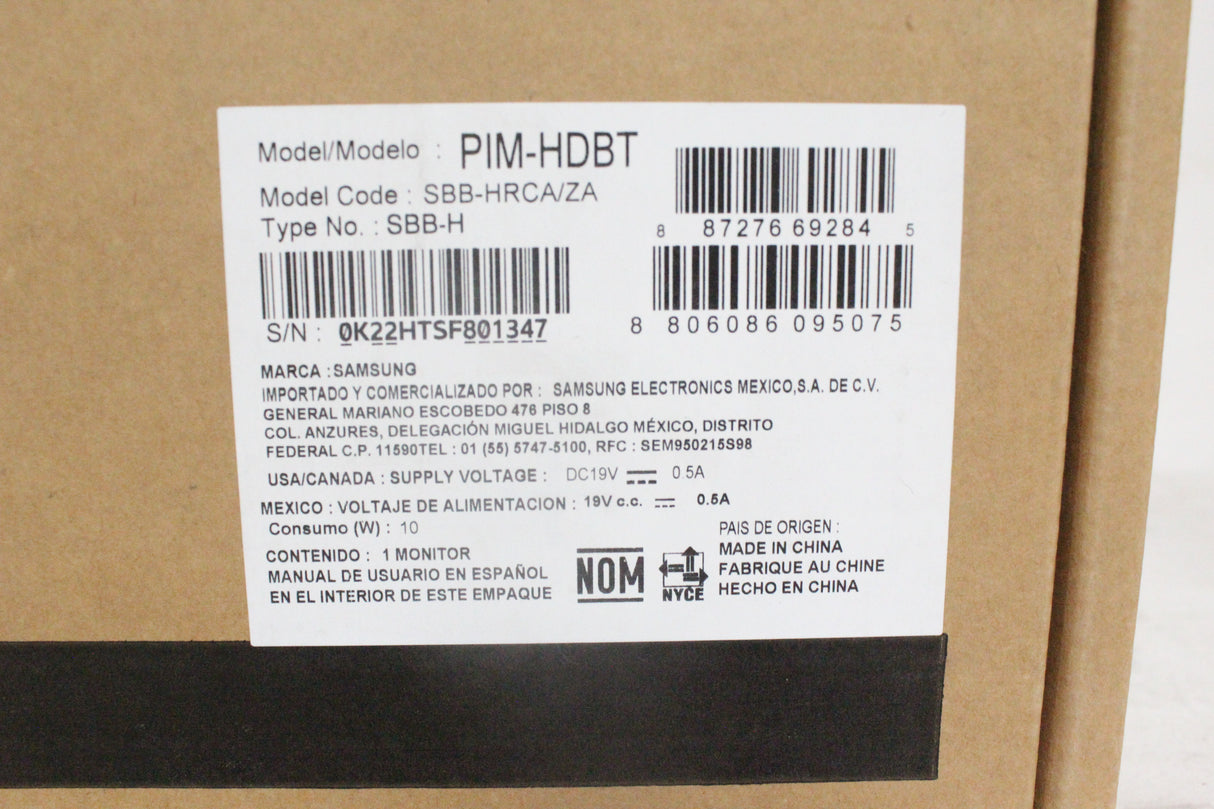 Model/Modelo : PIM-HDBT
Model Code : SBB-HRCA/ZA
Type No. : SBB-H
8 87276 69284 5
S/N : 0K22HTSF801347
8 806086 095075
MARCA : SAMSUNG
IMPORTADO Y COMERCIALIZADO POR : SAMSUNG ELECTRONICS MEXICO,S.A. DE C.V.
GENERAL MARIANO ESCOBEDO 476 PISO 8
COL. ANZURES, DELEGACIÓN MIGUEL HIDALGO MÉXICO, DISTRITO
FEDERAL C.P. 11590TEL : 01 (55) 5747-5100, RFC : SEM950215S98
USA/CANADA : SUPPLY VOLTAGE : DC19V ⎓ 0.5A
MEXICO : VOLTAJE DE ALIMENTACION : 19V c.c. ⎓ 0.5A
Consumo (W) : 10
CONTENIDO : 1 MONITOR
MANUAL DE USUARIO EN ESPAÑOL
EN EL INTERIOR DE ESTE EMPAQUE
NOM
NYCE
PAIS DE ORIGEN :
MADE IN CHINA
FABRIQUE AU CHINE
HECHO EN CHINA